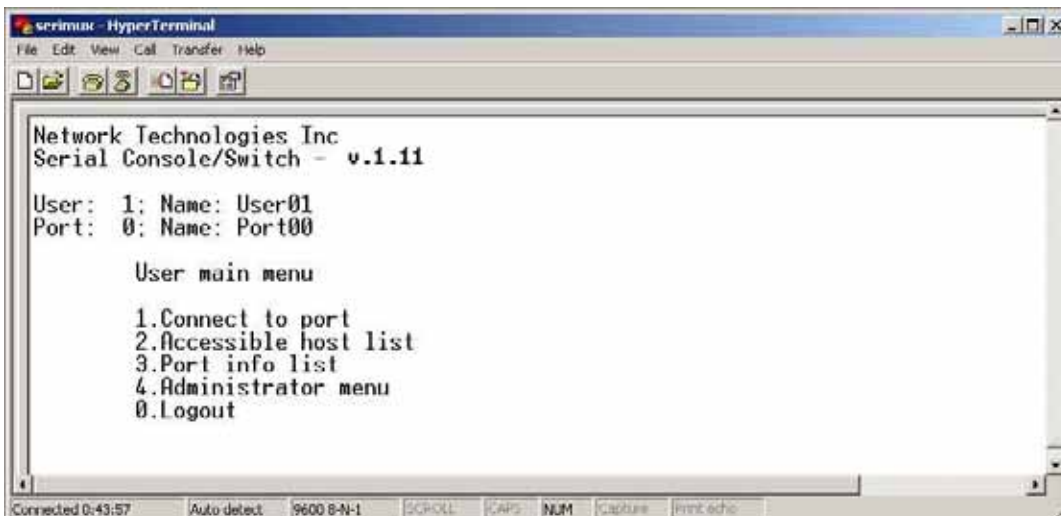 serimux - HyperTerminal
File Edit View Call Transfer Help
Network Technologies Inc
Serial Console/Switch - v.1.11
User: 1; Name: User01
Port: 0; Name: Port00
User main menu
1.Connect to port
2.Accessible host list
3.Port info list
4.Administrator menu
0.Logout
Connected 0:43:57 Auto detect 9600 8-N-1 SCROLL CAPS NUM Capture Print echo